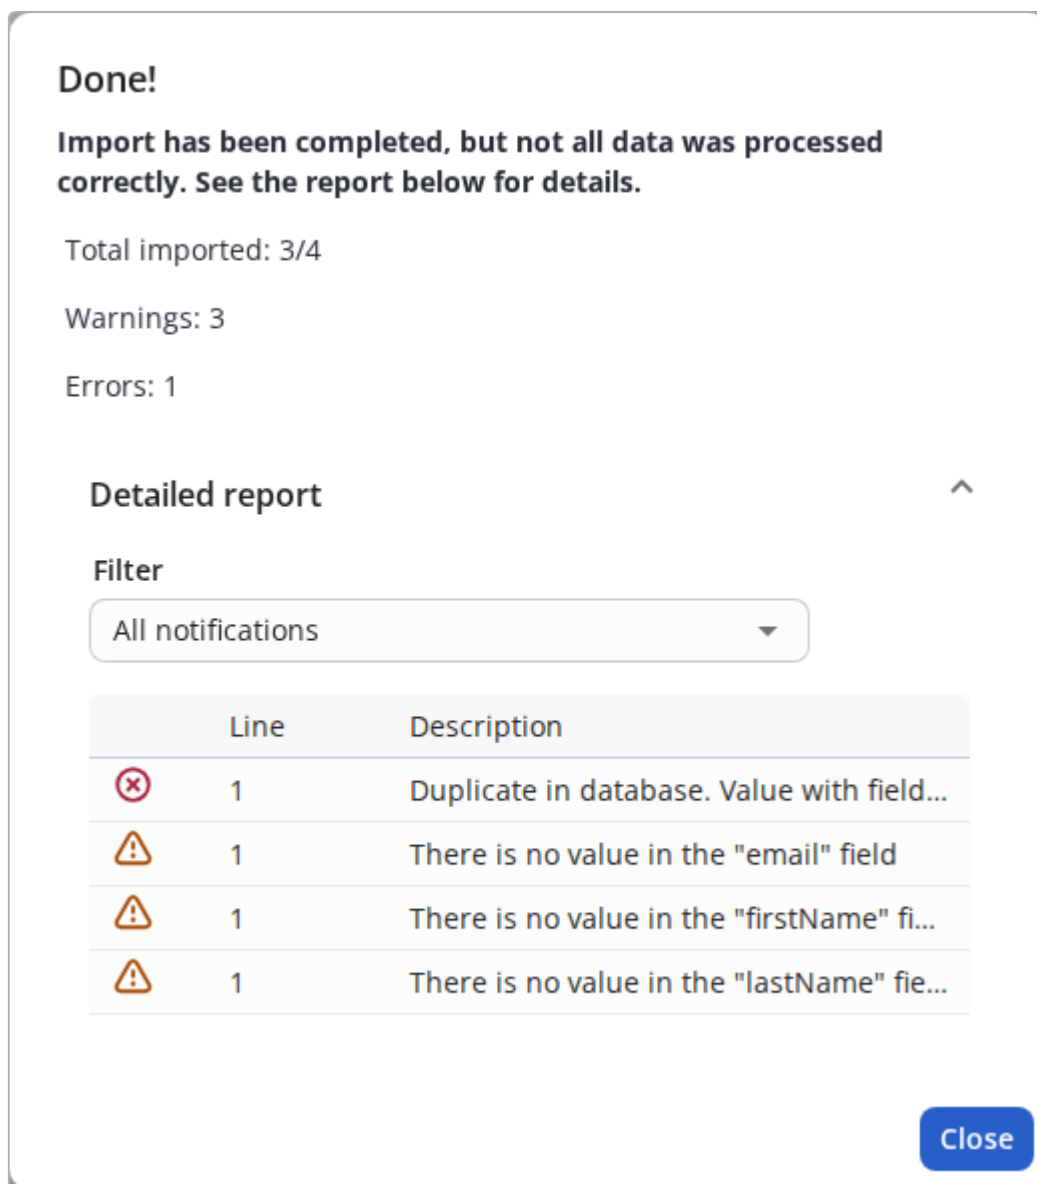 Done!
Import has been completed, but not all data was processed
correctly. See the report below for details.
Total imported: 3/4
Warnings: 3
Errors: 1
Detailed report
Filter
All notifications
Line Description
1 Duplicate in database. Value with field...
1 There is no value in the "email" field
1 There is no value in the "firstName" fi...
1 There is no value in the "lastName" fie...
Close